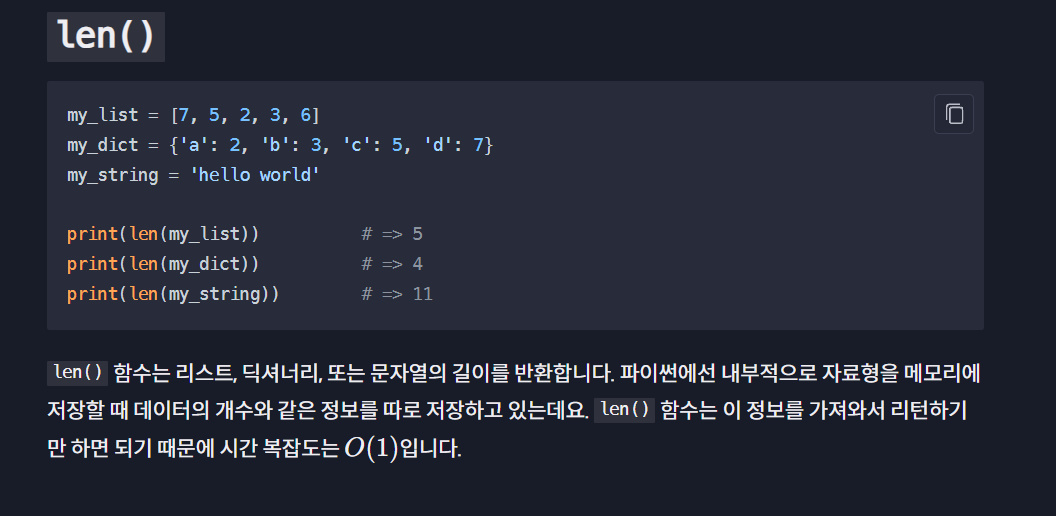 len()
my_list = [7, 5, 2, 3, 6]
my_dict = {'a': 2, 'b': 3, 'c': 5, 'd': 7}
my_string = 'hello world'
print(len(my_list))          # => 5
print(len(my_dict))          # => 4
print(len(my_string))        # => 11
len() 함수는 리스트, 딕셔너리, 또는 문자열의 길이를 반환합니다. 파이썬에선 내부적으로 자료형을 메모리에
저장할 때 데이터의 개수와 같은 정보를 따로 저장하고 있는데요. len() 함수는 이 정보를 가져와서 리턴하기
만 하면 되기 때문에 시간 복잡도는 O(1)입니다.